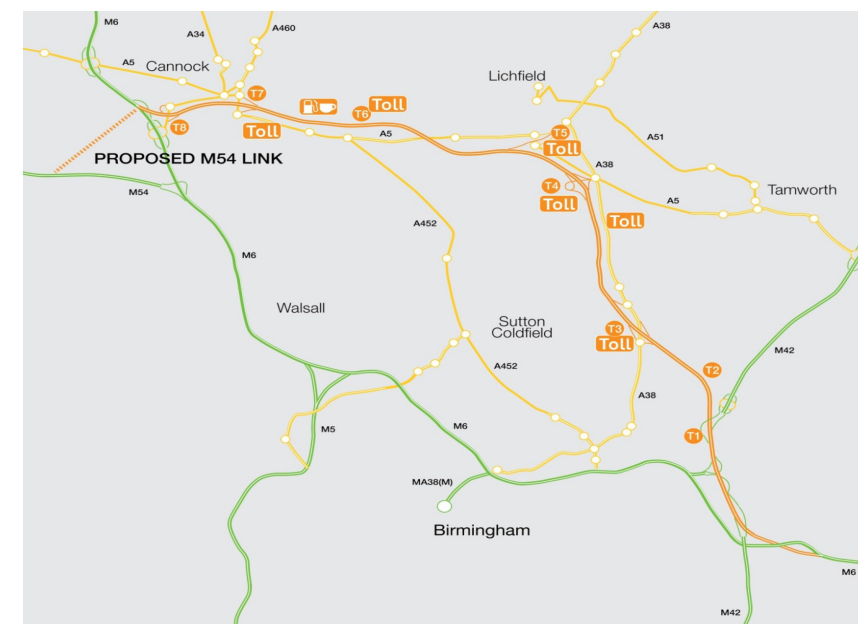 M6
A34
A460
A38
A5
Cannock
Lichfield
T7
T6
Toll
T8
Toll
A5
T5
Toll
A51
PROPOSED M54 LINK
A38
T4
Toll
Tamworth
M54
A5
Toll
A452
M6
Walsall
Sutton
Coldfield
T3
Toll
M42
A452
T2
A38
M5
M6
T1
MA38(M)
Birmingham
M6
M42